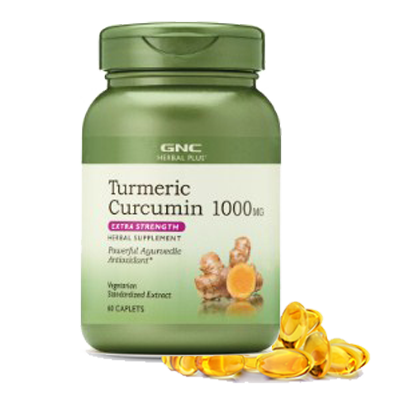 GNC
HERBAL PLUS
Turmeric
Curcumin 1000MG
EXTRA STRENGTH
HERBAL SUPPLEMENT
Powerful Ayurvedic
Antioxidant*
Vegetarian
Standardized Extract
60 CAPLETS